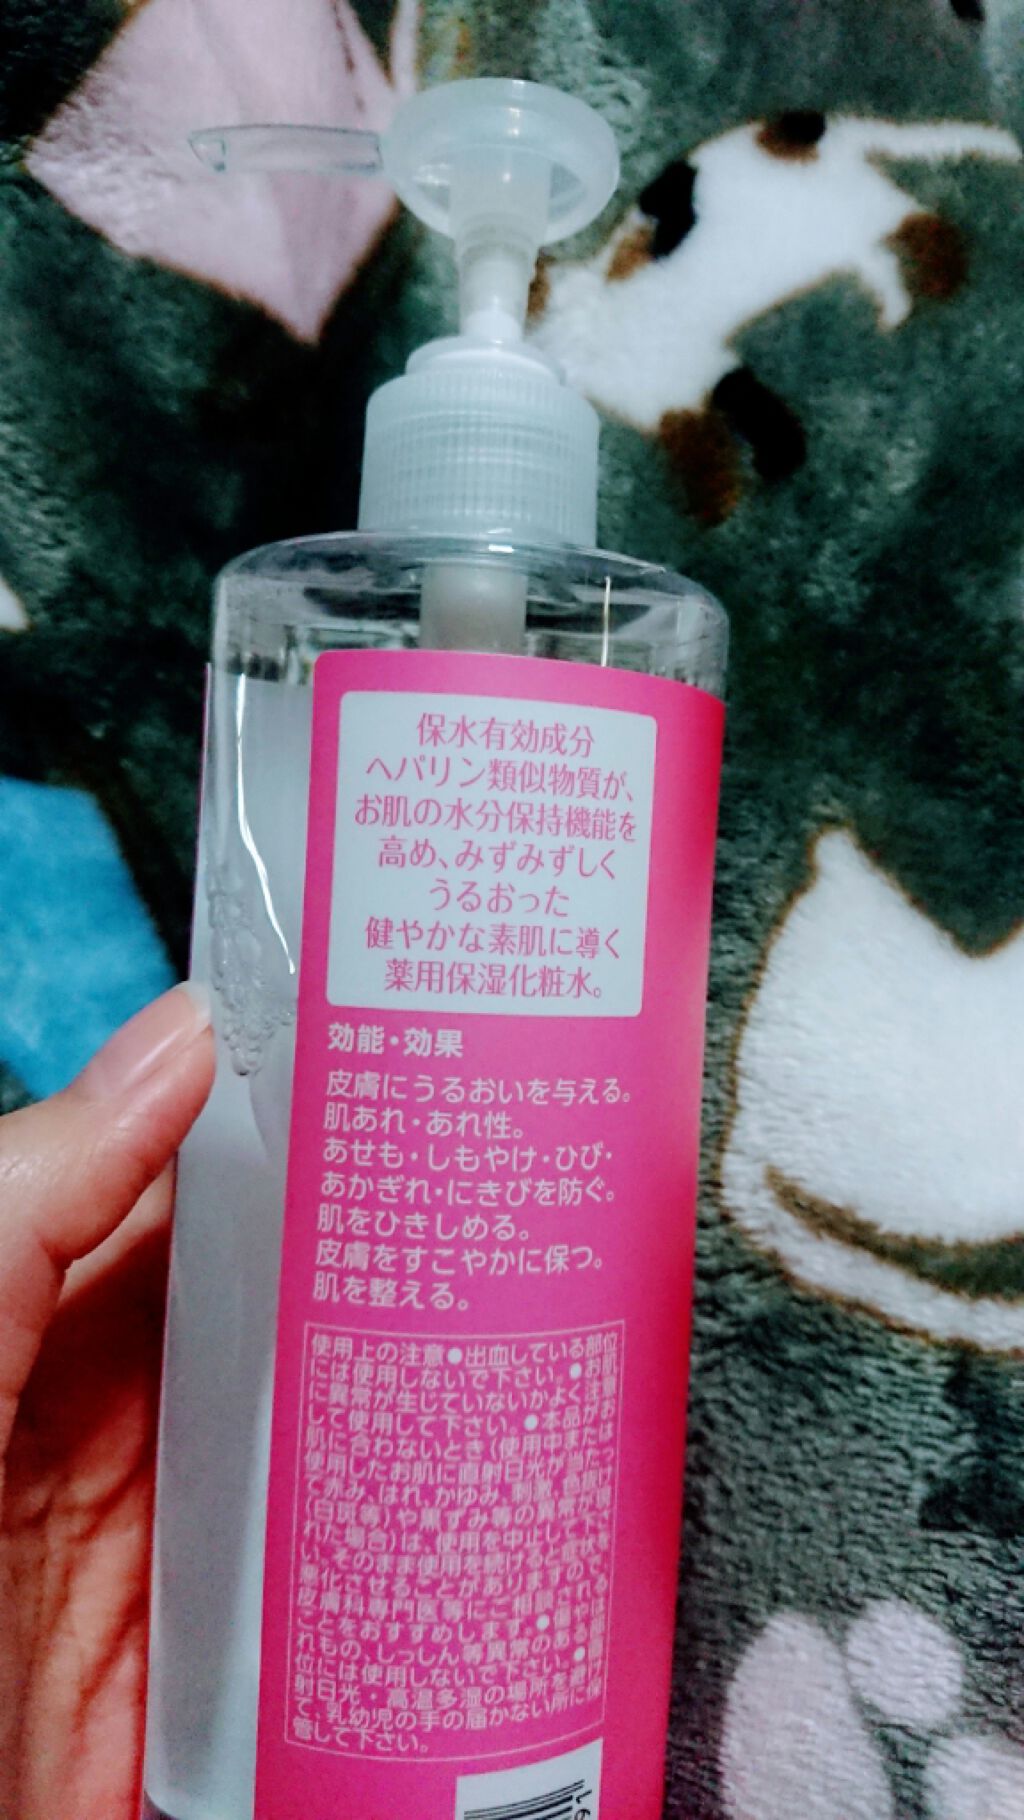 保水有効成分
ヘパリン類似物質が、
お肌の水分保持機能を
高め、みずみずしく
うるおった
健やかな素肌に導く
薬用保湿化粧水。
効能・効果
皮膚にうるおいを与える。
肌あれ・あれ性。
あせも・しもやけ・ひび・
あかぎれ・にきびを防ぐ。
肌をひきしめる。
皮膚をすこやかに保つ。
肌を整える。
使用上の注意●出血している部位
には使用しないで下さい。●お肌
に異常が生じていないかよく注意
して使用して下さい。●本品がお
肌に合わないとき(使用中または
使用したお肌に直射日光が当たっ
て赤み、はれ、かゆみ、刺激、色抜け
(白斑等)や黒ずみ等の異常が現
れた場合)は、使用を中止して下さ
い。そのまま使用を続けると症状を
悪化させることがありますので、
皮膚科専門医等にご相談される
ことをおすすめします。●傷やは
れもの、しっしん等異常のある部
位には使用しないで下さい。●直
射日光・高温多湿の場所を避け
て、乳幼児の手の届かない所に保
管して下さい。